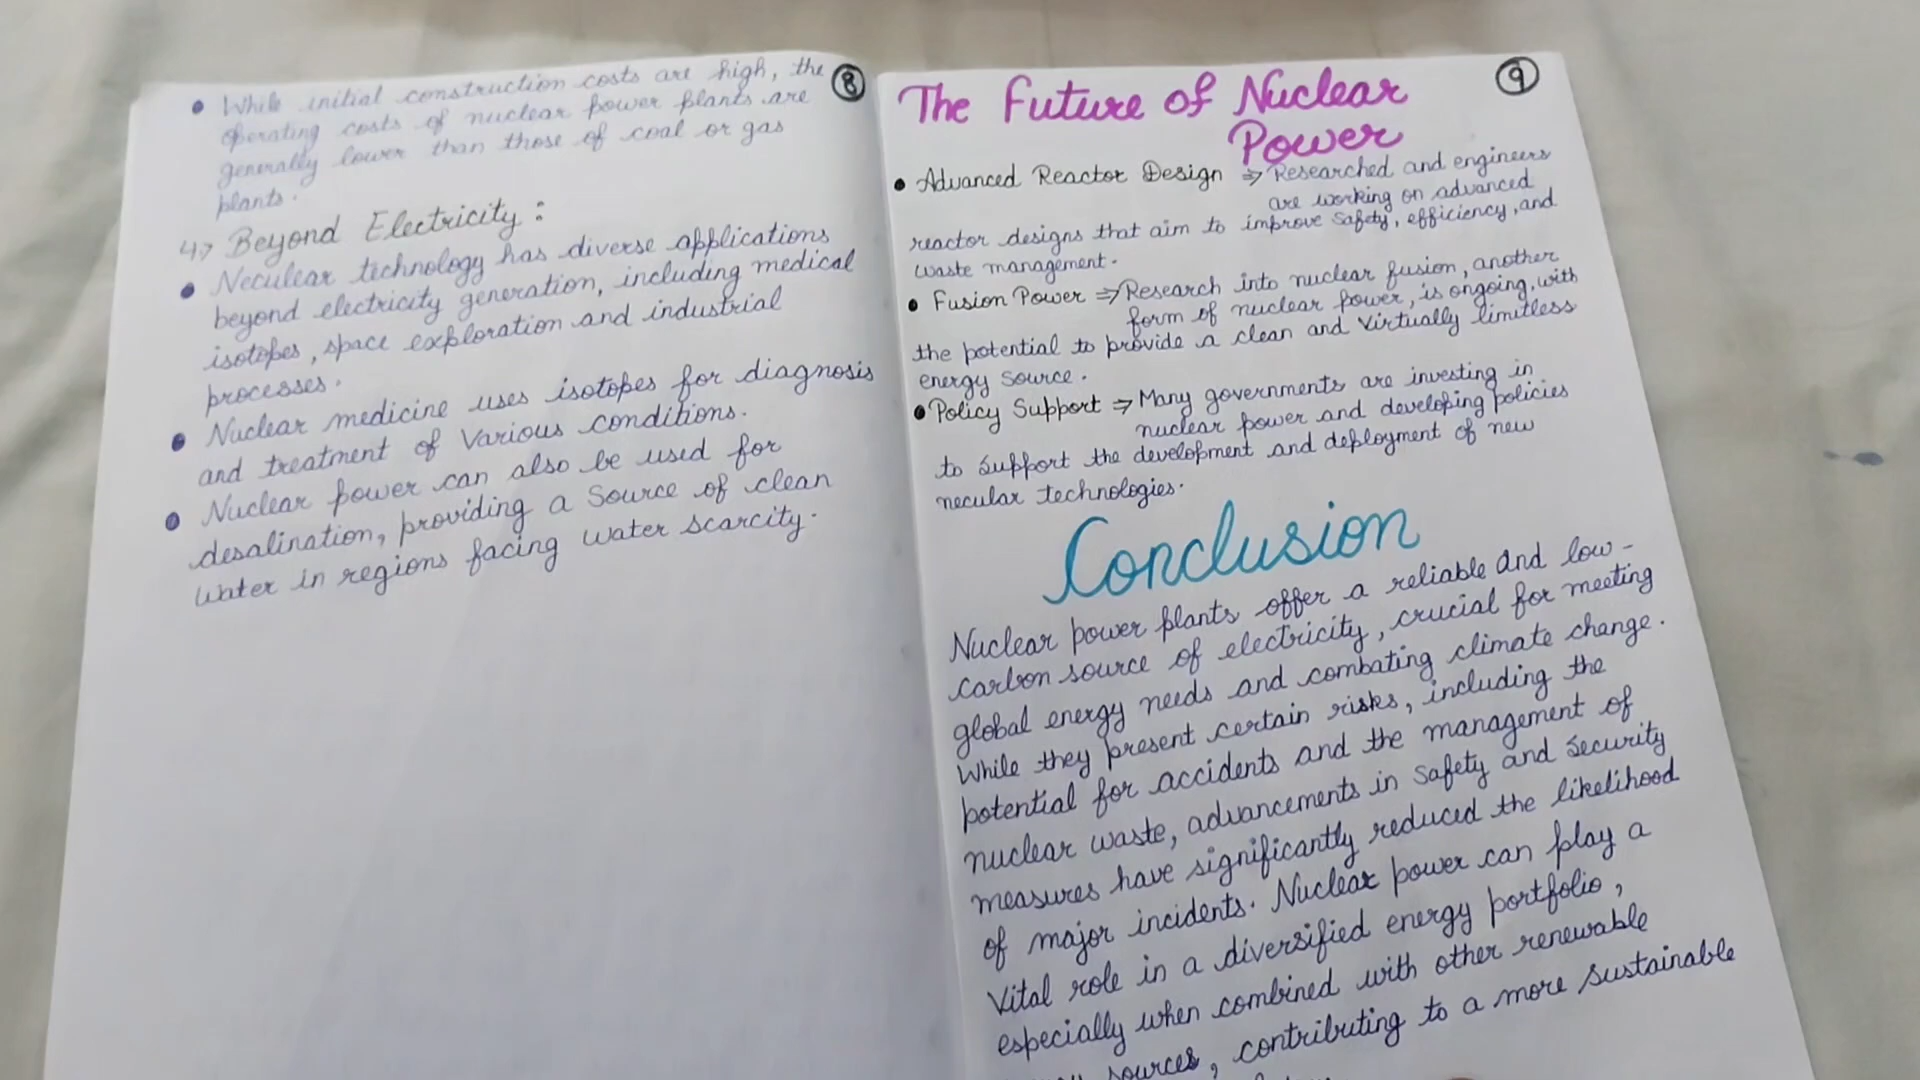 8
• While initial construction costs are high, the
operating costs of nuclear power plants are
generally lower than those of coal or gas
plants.
4.> Beyond Electricity :
• Neculear technology has diverse applications
beyond electricity generation, including medical
isotopes, space exploration and industrial
processes.
• Nuclear medicine uses isotopes for diagnosis
and treatment of Various conditions.
• Nuclear power can also be used for
desalination, providing a Source of clean
Water in regions facing water scarcity.
9
The Future of Nuclear
Power
• Advanced Reactor Design ⇒ Researched and engineers
are working on advanced
reactor designs that aim to improve safety, efficiency, and
waste management.
• Fusion Power ⇒ Research into nuclear fusion, another
form of nuclear power, is ongoing, with
the potential to provide a clean and Virtually limitless
energy source.
• Policy Support ⇒ Many governments are investing in
nuclear power and developing policies
to support the development and deployment of new
necular technologies.
Conclusion
Nuclear power plants offer a reliable and low-
carbon source of electricity, crucial for meeting
global energy needs and combating climate change.
While they present certain risks, including the
potential for accidents and the management of
nuclear waste, advancements in safety and security
measures have significantly reduced the likelihood
of major incidents. Nuclear power can play a
Vital role in a diversified energy portfolio,
especially when combined with other renewable
sources, contributing to a more sustainable